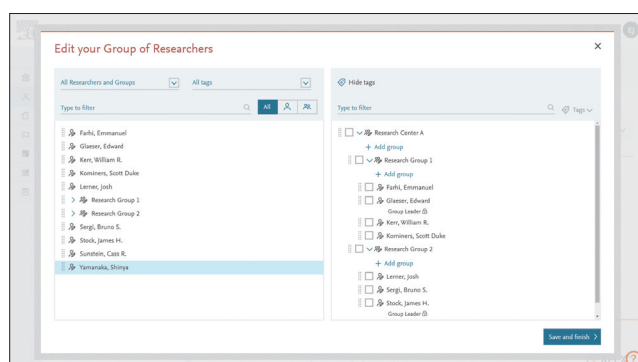 Edit your Group of Researchers
All Researchers and Groups
All tags
Type to filter
All
Farhi, Emmanuel
Glaeser, Edward
Kerr, William R.
Kominers, Scott Duke
Lerner, Josh
Research Group 1
Research Group 2
Sergi, Bruno S.
Stock, James H.
Sunstein, Cass R.
Yamanaka, Shinya
Hide tags
Type to filter
Tags
Research Center A
+ Add group
Research Group 1
+ Add group
Farhi, Emmanuel
Glaeser, Edward
Group Leader
Kerr, William R.
Kominers, Scott Duke
Research Group 2
+ Add group
Lerner, Josh
Sergi, Bruno S.
Stock, James H.
Group Leader
Save and finish